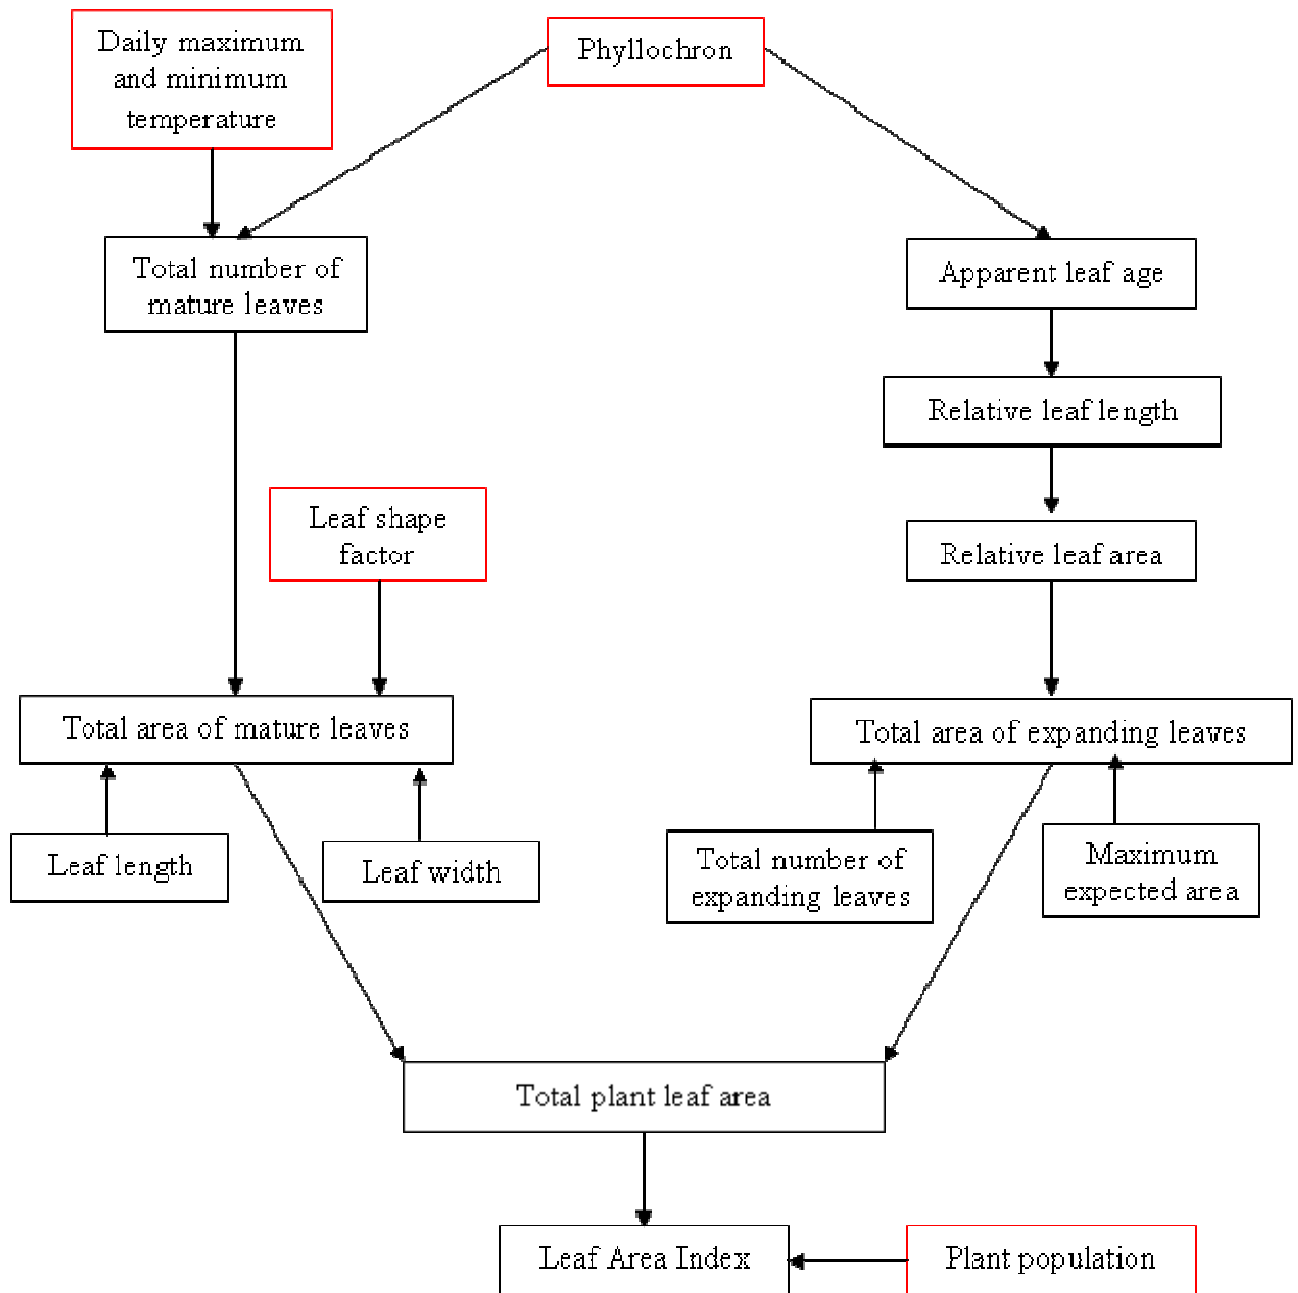 Daily maximum
and minimum
temperature
Phyllochron
Total number of
mature leaves
Apparent leaf age
Relative leaf length
Leaf shape
factor
Relative leaf area
Total area of mature leaves
Total area of expanding leaves
Leaf length
Leaf width
Total number of
expanding leaves
Maximum
expected area
Total plant leaf area
Leaf Area Index
Plant population